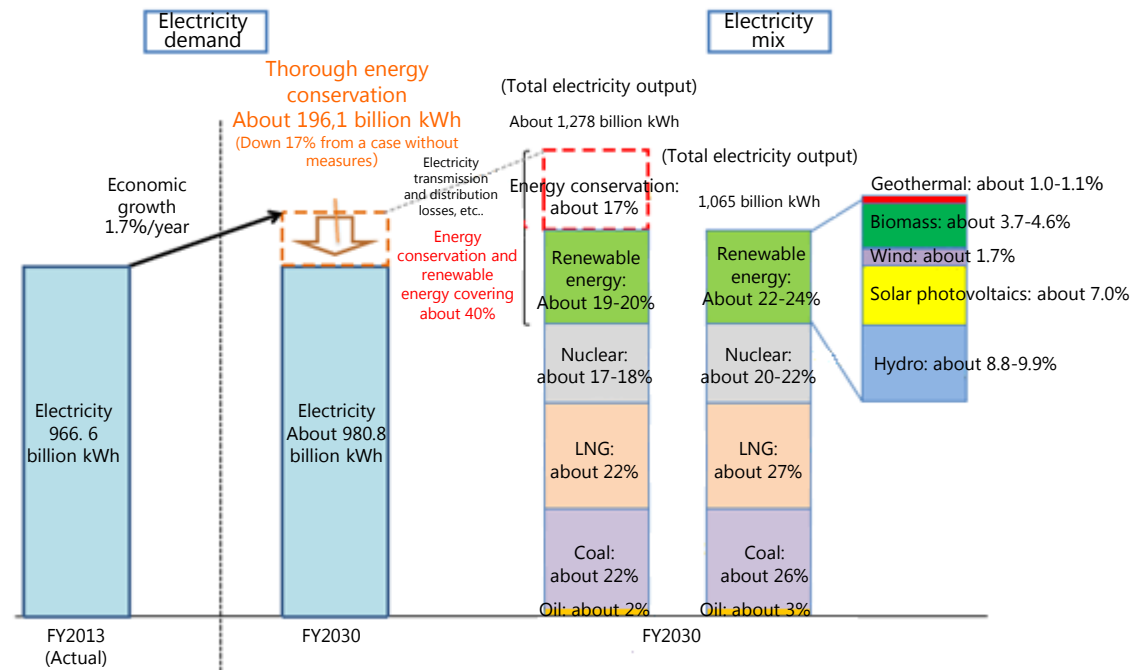 Electricity
demand
Electricity
mix
Thorough energy
conservation
About 196,1 billion kWh
(Down 17% from a case without
measures)
(Total electricity output)
About 1,278 billion kWh
(Total electricity output)
1,065 billion kWh
Economic
growth
1.7%/year
Electricity
transmission
and distribution
losses, etc..
Energy
conservation and
renewable
energy covering
about 40%
Energy conservation:
about 17%
Renewable
energy:
About 19-20%
Nuclear:
about 17-18%
LNG:
about 22%
Coal:
about 22%
Oil: about 2%
Renewable
energy:
About 22-24%
Nuclear:
about 20-22%
LNG:
about 27%
Coal:
about 26%
Oil: about 3%
Geothermal: about 1.0-1.1%
Biomass: about 3.7-4.6%
Wind: about 1.7%
Solar photovoltaics: about 7.0%
Hydro: about 8.8-9.9%
Electricity
966. 6
billion kWh
Electricity
About 980.8
billion kWh
FY2013
(Actual)
FY2030
FY2030